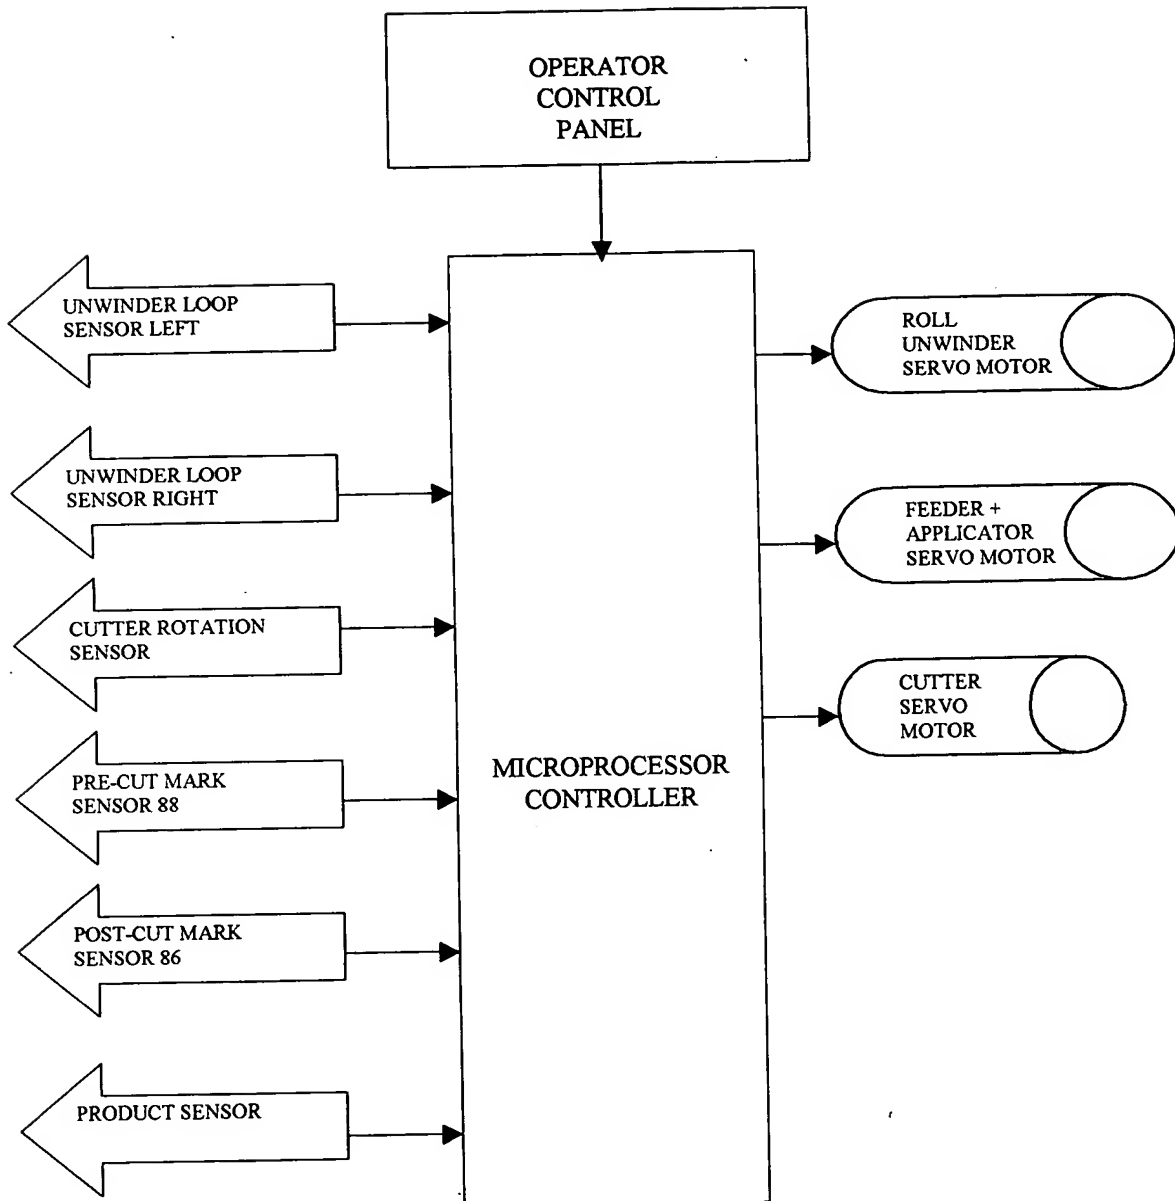 OPERATOR
CONTROL
PANEL
UNWINDER LOOP
SENSOR LEFT
UNWINDER LOOP
SENSOR RIGHT
CUTTER ROTATION
SENSOR
PRE-CUT MARK
SENSOR 88
POST-CUT MARK
SENSOR 86
PRODUCT SENSOR
MICROPROCESSOR
CONTROLLER
ROLL
UNWINDER
SERVO MOTOR
FEEDER +
APPLICATOR
SERVO MOTOR
CUTTER
SERVO
MOTOR